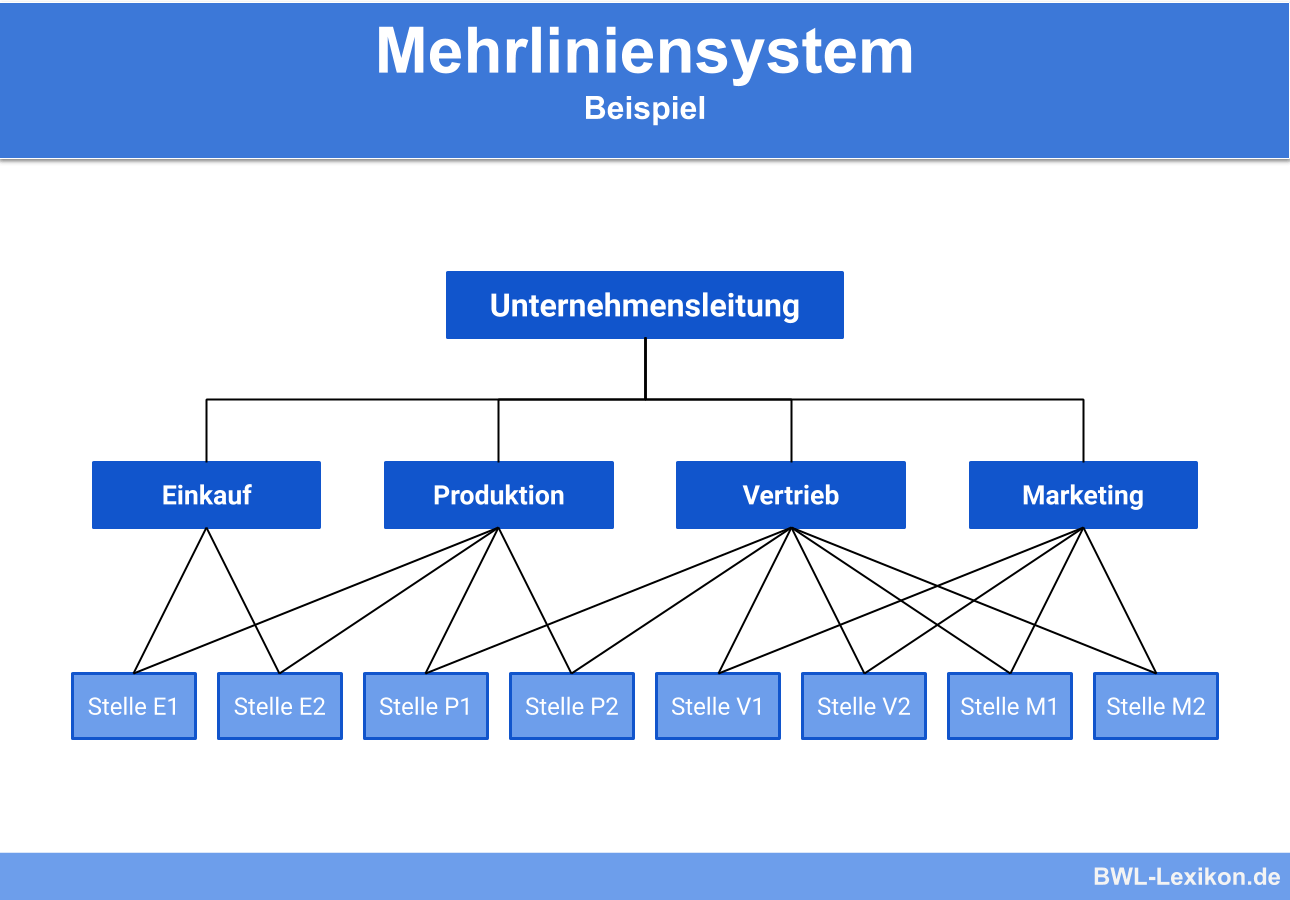 Mehrliniensystem
Beispiel
Unternehmensleitung
Einkauf Produktion Vertrieb Marketing
Stelle E1 Stelle E2 Stelle P1 Stelle P2 Stelle V1 Stelle V2 Stelle M1 Stelle M2
BWL-Lexikon.de